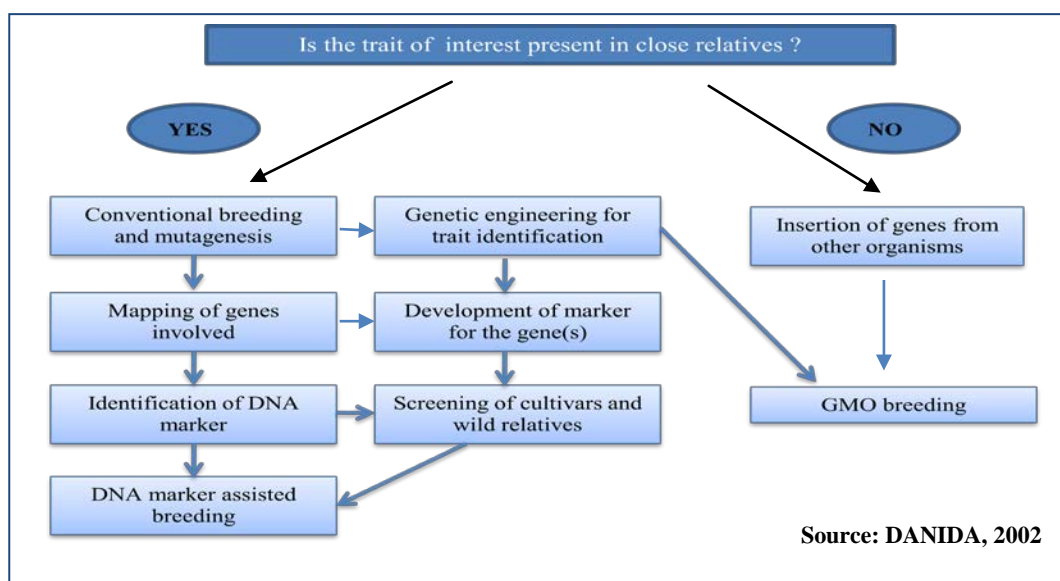 Is the trait of interest present in close relatives ?
YES
NO
Conventional breeding
and mutagenesis
Genetic engineering for
trait identification
Insertion of genes from
other organisms
Mapping of genes
involved
Development of marker
for the gene(s)
Identification of DNA
marker
Screening of cultivars and
wild relatives
GMO breeding
DNA marker assisted
breeding
Source: DANIDA, 2002